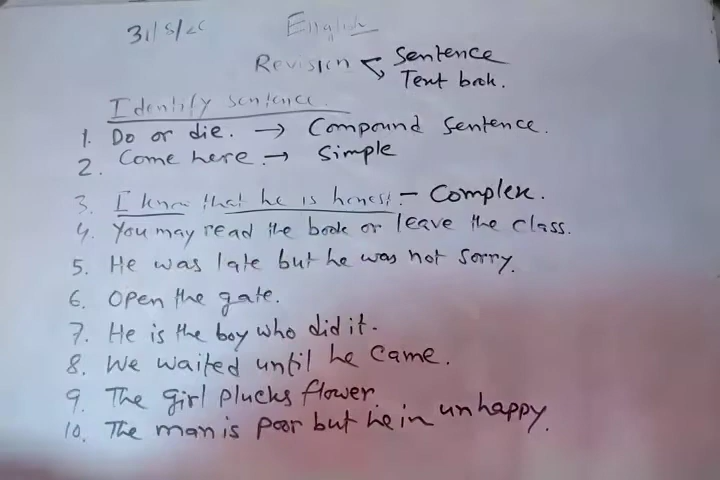 31/5/26 English
Revision < Sentence
Text book.
Identify sentence.
1. Do or die. → Compound Sentence.
2. Come here. → Simple
3. I know that he is honest. - Complex.
4. You may read the book or leave the class.
5. He was late but he was not sorry.
6. Open the gate.
7. He is the boy who did it.
8. We waited until he came.
9. The girl plucks flower.
10. The man is poor but he in unhappy.